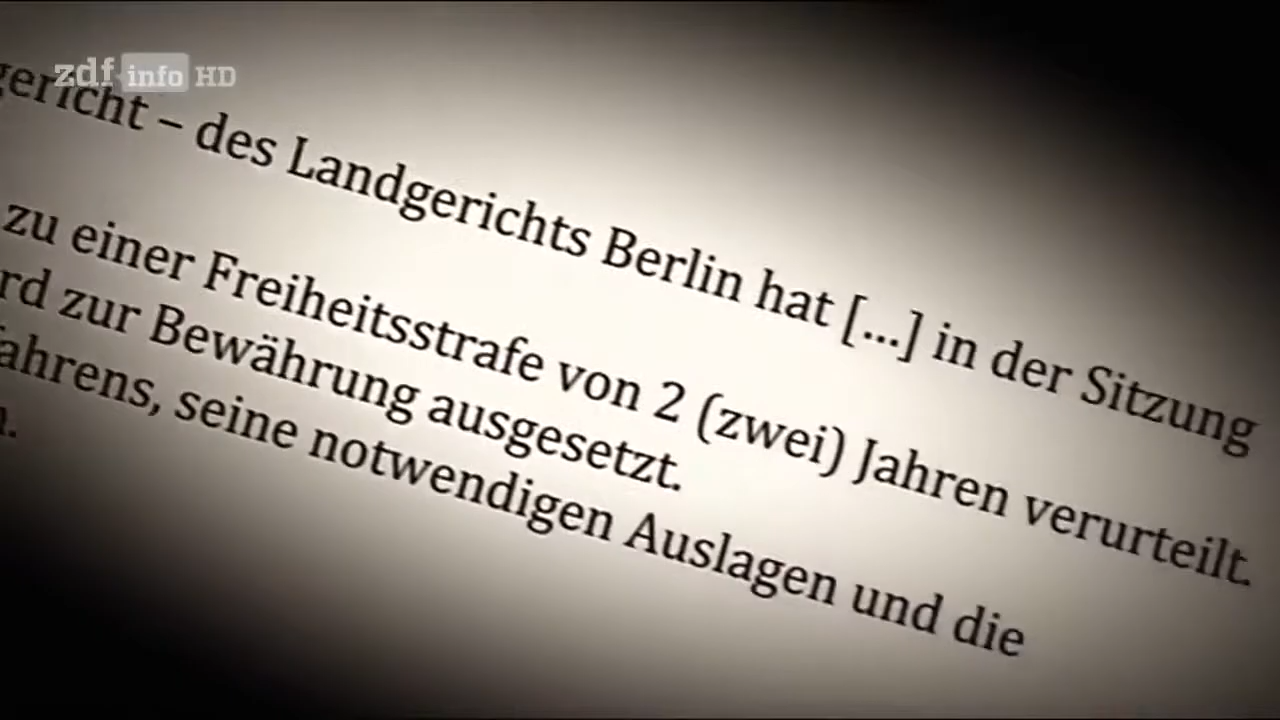 zdf info HD
gericht – des Landgerichts Berlin hat [...] in der Sitzung
zu einer Freiheitsstrafe von 2 (zwei) Jahren verurteilt.
rd zur Bewährung ausgesetzt.
fahrens, seine notwendigen Auslagen und die
n.